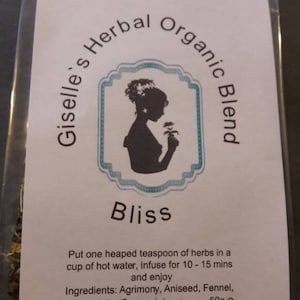 Giselle`s Herbal Organic Blend
Bliss
Put one heaped teaspoon of herbs in a
cup of hot water, Infuse for 10 - 15 mins
and enjoy
Ingredients: Agrimony, Aniseed, Fennel,